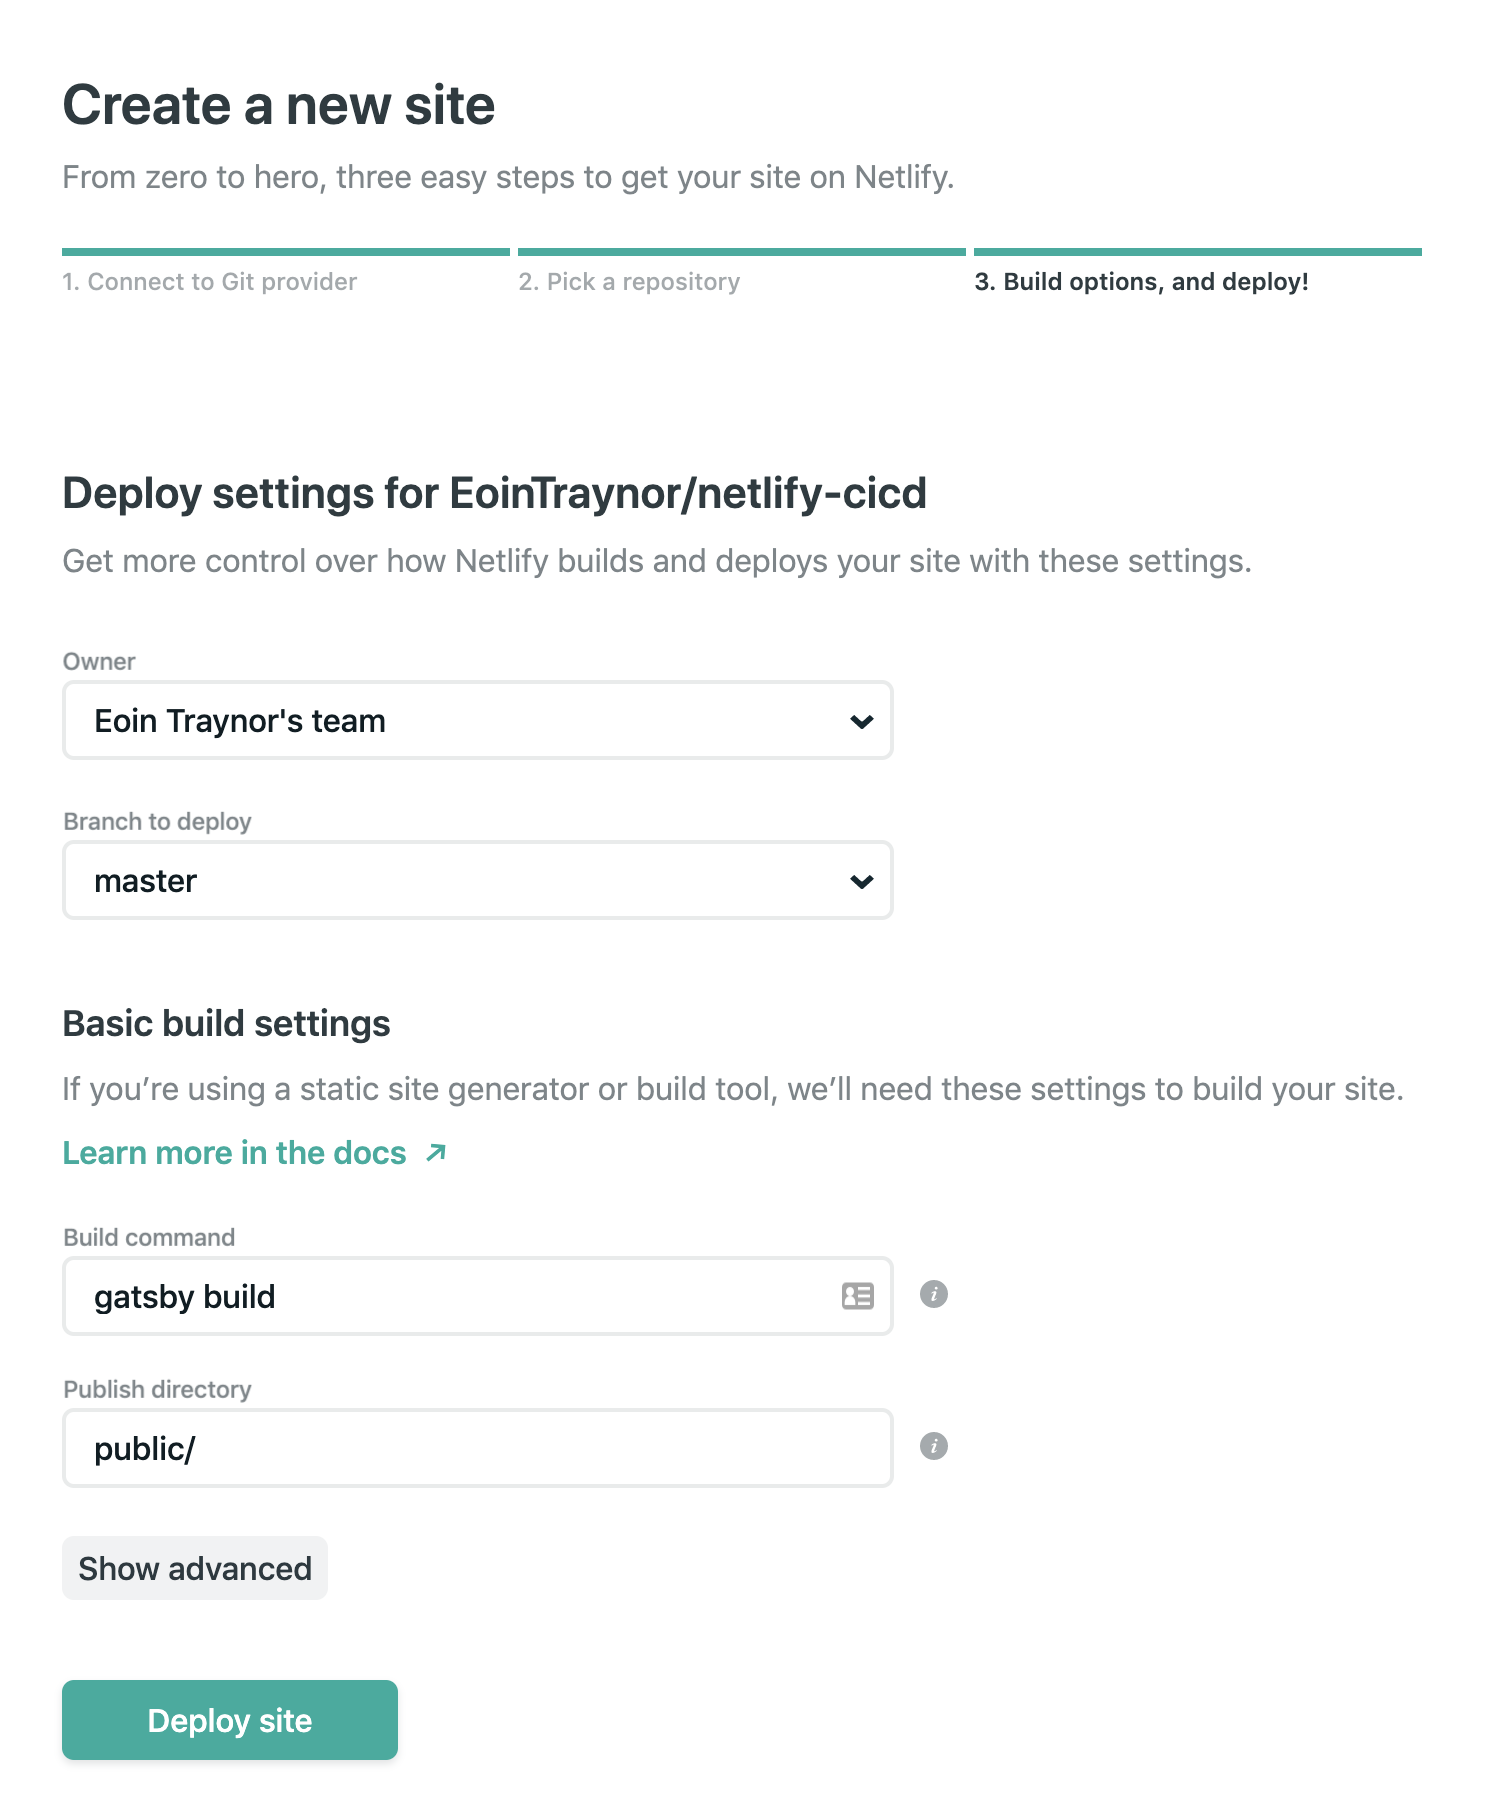 Create a new site
From zero to hero, three easy steps to get your site on Netlify.
1. Connect to Git provider
2. Pick a repository
3. Build options, and deploy!
Deploy settings for EoinTraynor/netlify-cicd
Get more control over how Netlify builds and deploys your site with these settings.
Owner
Eoin Traynor's team
Branch to deploy
master
Basic build settings
If you’re using a static site generator or build tool, we’ll need these settings to build your site.
Learn more in the docs
Build command
gatsby build
i
Publish directory
public/
i
Show advanced
Deploy site